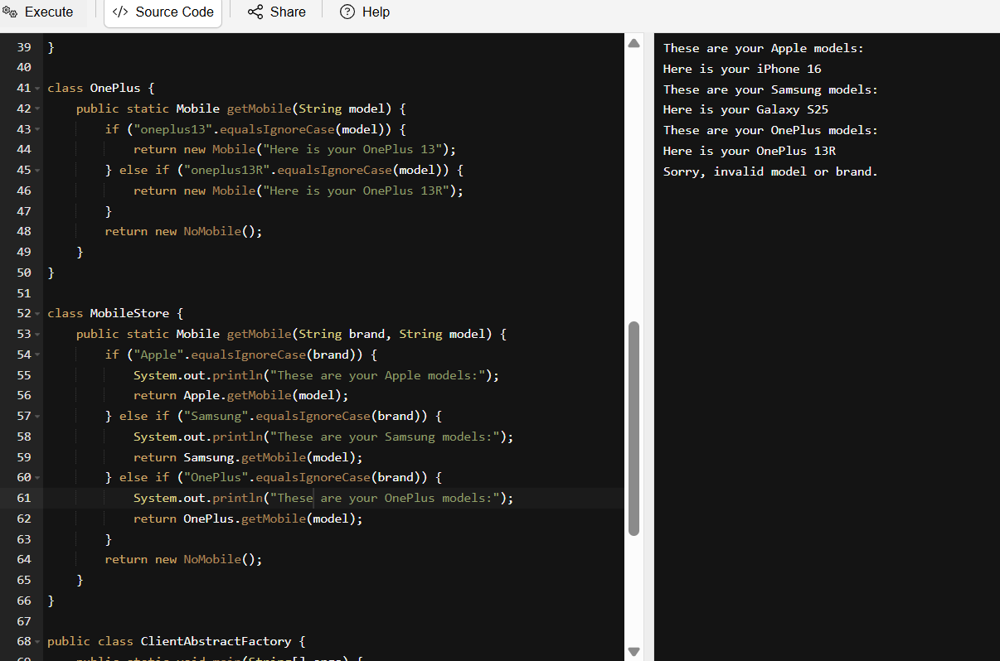 Execute
</> Source Code
Share
Help
39 }
40
41 class OnePlus {
42     public static Mobile getMobile(String model) {
43         if ("oneplus13".equalsIgnoreCase(model)) {
44             return new Mobile("Here is your OnePlus 13");
45         } else if ("oneplus13R".equalsIgnoreCase(model)) {
46             return new Mobile("Here is your OnePlus 13R");
47         }
48         return new NoMobile();
49     }
50 }
51
52 class MobileStore {
53     public static Mobile getMobile(String brand, String model) {
54         if ("Apple".equalsIgnoreCase(brand)) {
55             System.out.println("These are your Apple models:");
56             return Apple.getMobile(model);
57         } else if ("Samsung".equalsIgnoreCase(brand)) {
58             System.out.println("These are your Samsung models:");
59             return Samsung.getMobile(model);
60         } else if ("OnePlus".equalsIgnoreCase(brand)) {
61             System.out.println("These are your OnePlus models:");
62             return OnePlus.getMobile(model);
63         }
64         return new NoMobile();
65     }
66 }
67
68 public class ClientAbstractFactory {
69     public static void main(String[] args) {
These are your Apple models:
Here is your iPhone 16
These are your Samsung models:
Here is your Galaxy S25
These are your OnePlus models:
Here is your OnePlus 13R
Sorry, invalid model or brand.